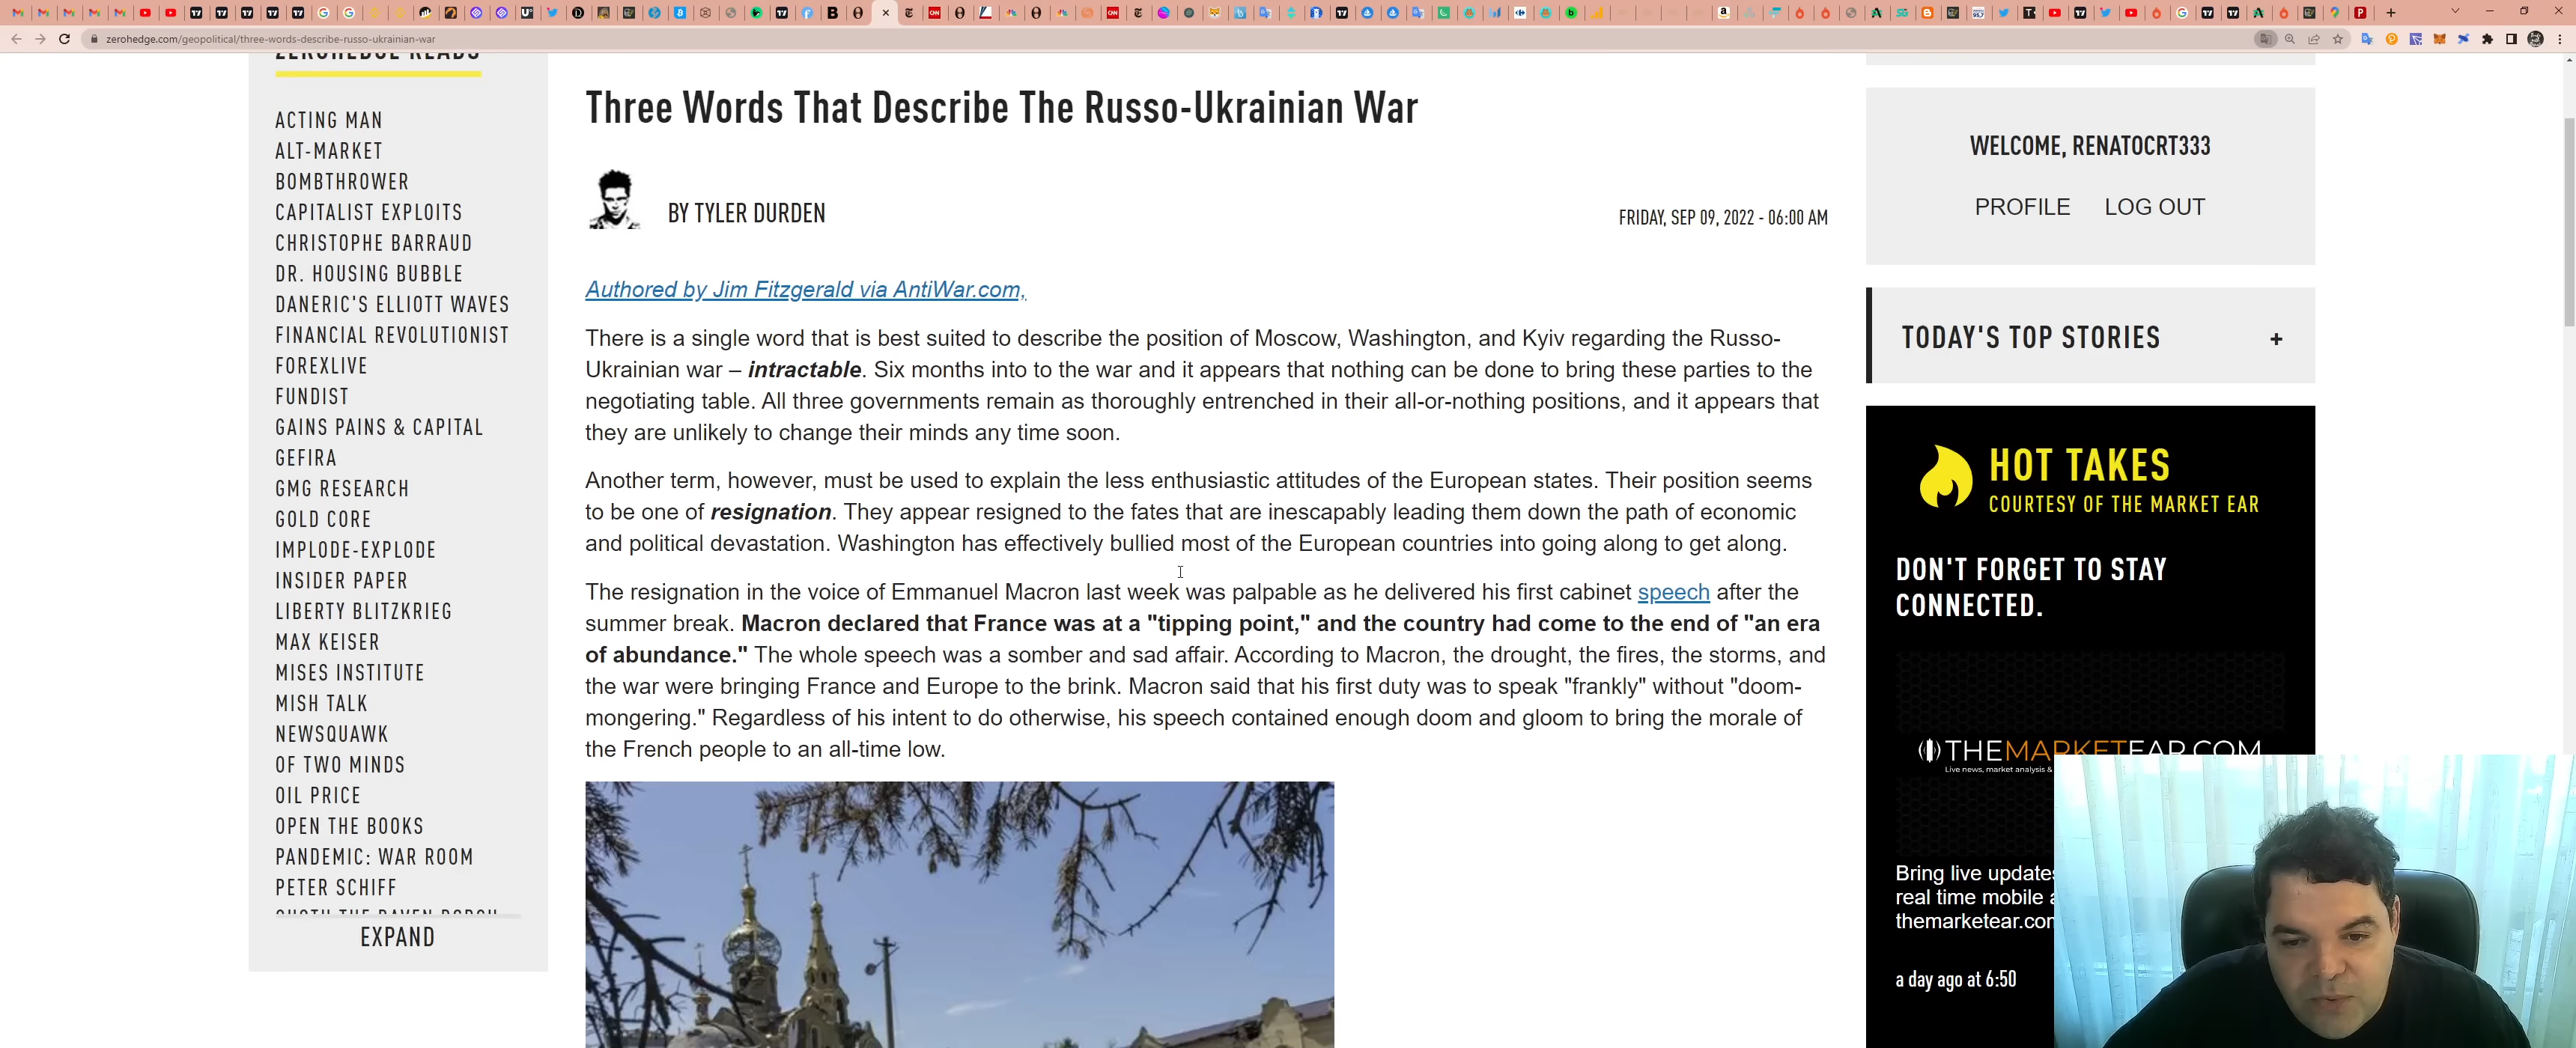 zerohedge.com/geopolitical/three-words-describe-russo-ukrainian-war
ZEROHEDGE READS
ACTING MAN
ALT-MARKET
BOMBTHROWER
CAPITALIST EXPLOITS
CHRISTOPHE BARRAUD
DR. HOUSING BUBBLE
DANERIC'S ELLIOTT WAVES
FINANCIAL REVOLUTIONIST
FOREXLIVE
FUNDIST
GAINS PAINS & CAPITAL
GEFIRA
GMG RESEARCH
GOLD CORE
IMPLODE-EXPLODE
INSIDER PAPER
LIBERTY BLITZKRIEG
MAX KEISER
MISES INSTITUTE
MISH TALK
NEWSQUAWK
OF TWO MINDS
OIL PRICE
OPEN THE BOOKS
PANDEMIC: WAR ROOM
PETER SCHIFF
EXPAND
Three Words That Describe The Russo-Ukrainian War
BY TYLER DURDEN
FRIDAY, SEP 09, 2022 - 06:00 AM
Authored by Jim Fitzgerald via AntiWar.com,
There is a single word that is best suited to describe the position of Moscow, Washington, and Kyiv regarding the Russo-
Ukrainian war – intractable. Six months into to the war and it appears that nothing can be done to bring these parties to the
negotiating table. All three governments remain as thoroughly entrenched in their all-or-nothing positions, and it appears that
they are unlikely to change their minds any time soon.
Another term, however, must be used to explain the less enthusiastic attitudes of the European states. Their position seems
to be one of resignation. They appear resigned to the fates that are inescapably leading them down the path of economic
and political devastation. Washington has effectively bullied most of the European countries into going along to get along.
The resignation in the voice of Emmanuel Macron last week was palpable as he delivered his first cabinet speech after the
summer break. Macron declared that France was at a "tipping point," and the country had come to the end of "an era
of abundance." The whole speech was a somber and sad affair. According to Macron, the drought, the fires, the storms, and
the war were bringing France and Europe to the brink. Macron said that his first duty was to speak "frankly" without "doom-
mongering." Regardless of his intent to do otherwise, his speech contained enough doom and gloom to bring the morale of
the French people to an all-time low.
WELCOME, RENATOCRT333
PROFILE LOG OUT
TODAY'S TOP STORIES +
HOT TAKES
COURTESY OF THE MARKET EAR
DON'T FORGET TO STAY
CONNECTED.
THEMARKETEAR.COM
Live news, market analysis &
Bring live updates
real time mobile
themarketear.com
a day ago at 6:50